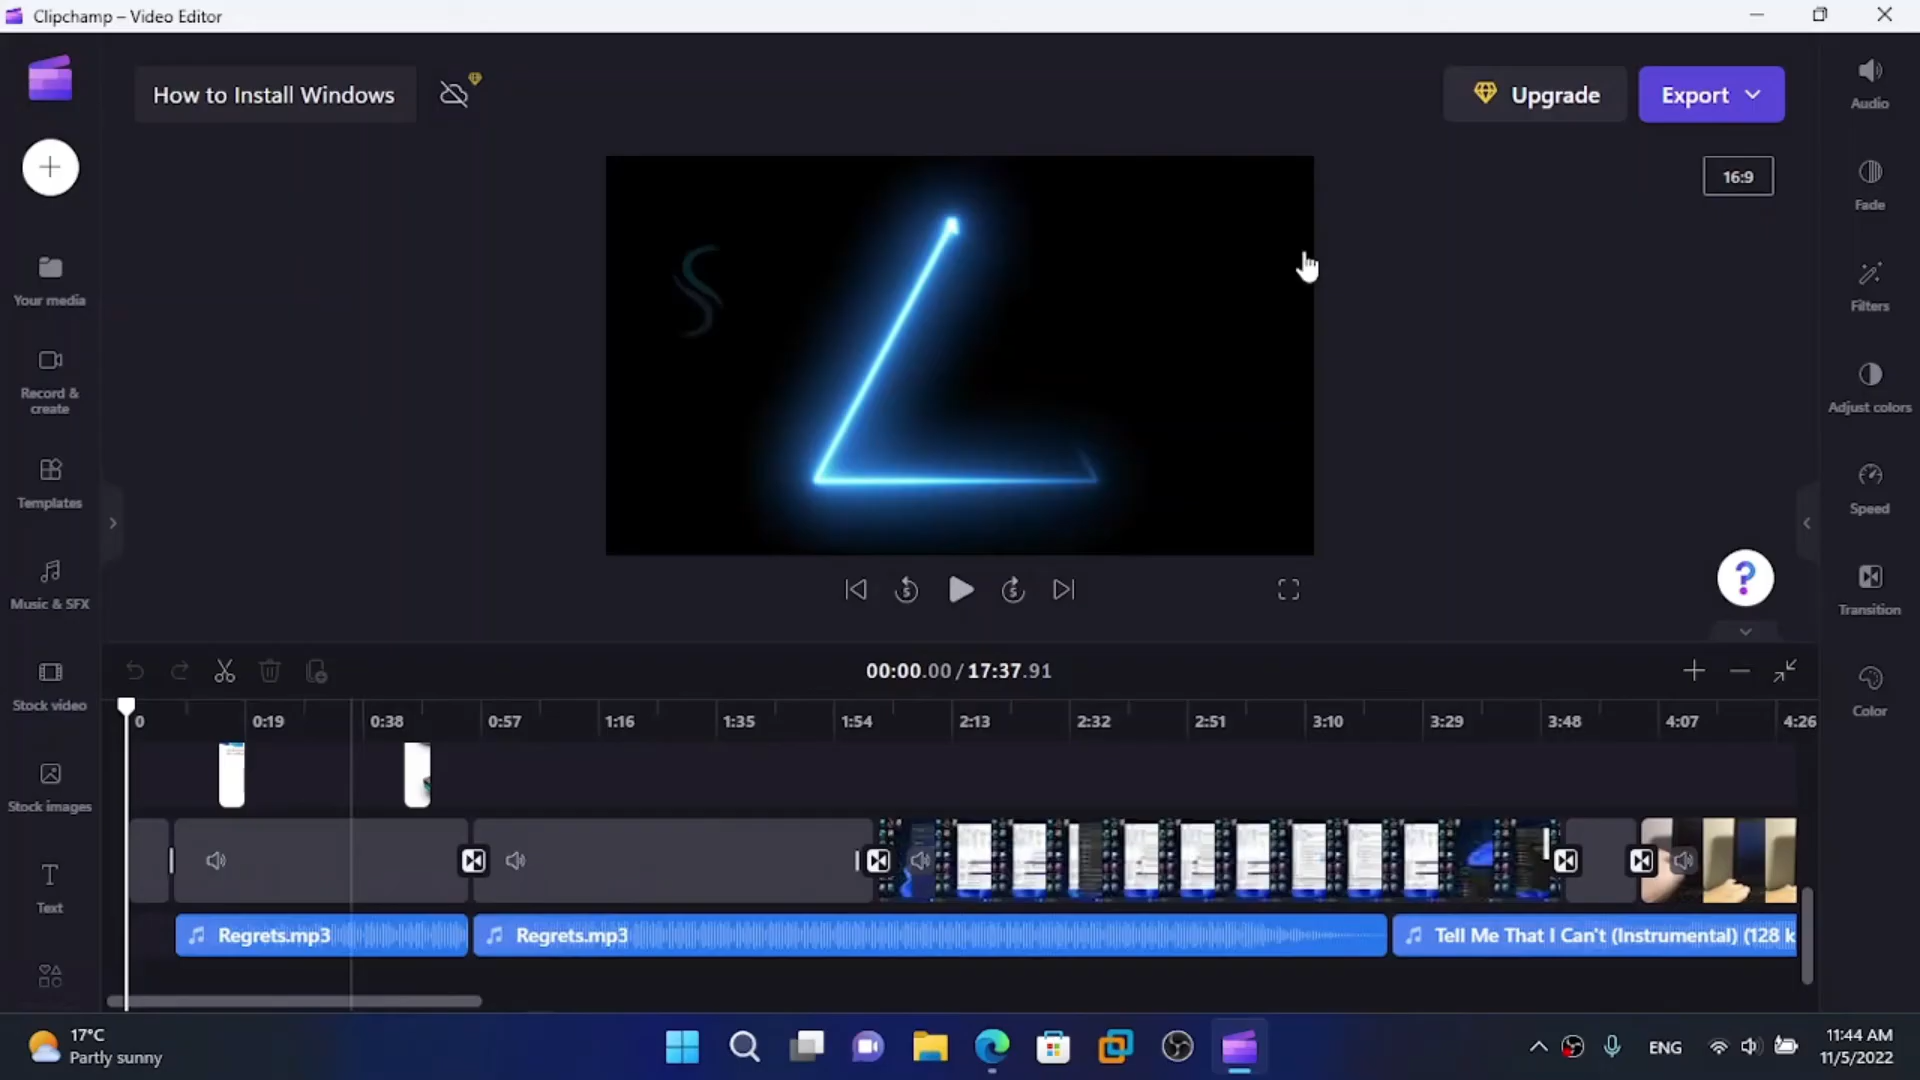 Clipchamp – Video Editor
How to Install Windows
Upgrade
Export
16:9
Audio
Fade
Filters
Adjust colors
Speed
Transition
Color
Your media
Record &
create
Templates
Music & SFX
Stock video
Stock images
Text
5
5
?
00:00.00 / 17:37.91
0
0:19
0:38
0:57
1:16
1:35
1:54
2:13
2:32
2:51
3:10
3:29
3:48
4:07
4:26
Regrets.mp3
Regrets.mp3
Tell Me That I Can't (Instrumental) (128 k
17°C
Partly sunny
ENG
11:44 AM
11/5/2022